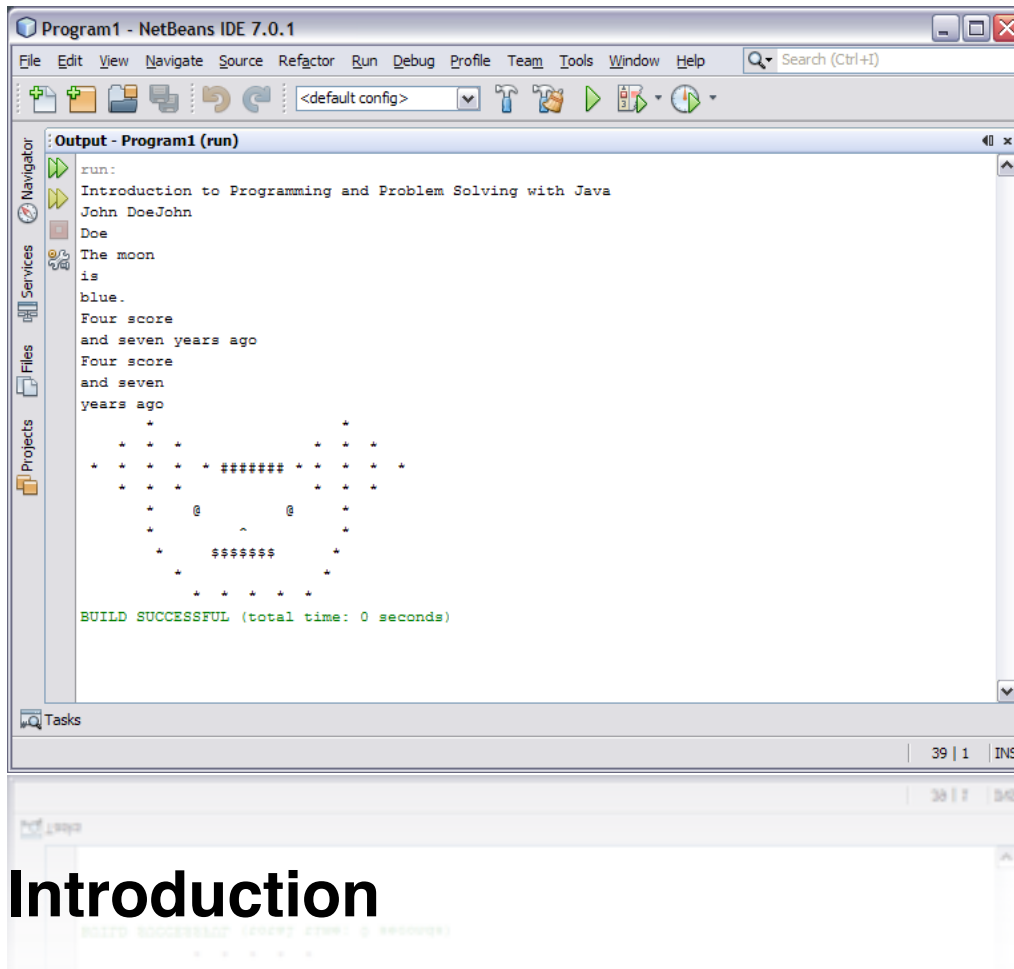 Program1 - NetBeans IDE 7.0.1
File Edit View Navigate Source Refactor Run Debug Profile Team Tools Window Help Search (Ctrl+I)
<default config>
Output - Program1 (run)
Navigator
Services
Files
Projects
run:
Introduction to Programming and Problem Solving with Java
John DoeJohn
Doe
The moon
is
blue.
Four score
and seven years ago
Four score
and seven
years ago
* *
* * * * * *
* * * * * ####### * * * * *
* * * * * *
* @ @ *
* ^ *
* $$$$$$$ *
* *
* * * * *
BUILD SUCCESSFUL (total time: 0 seconds)
Tasks
39 | 1 INS
Introduction